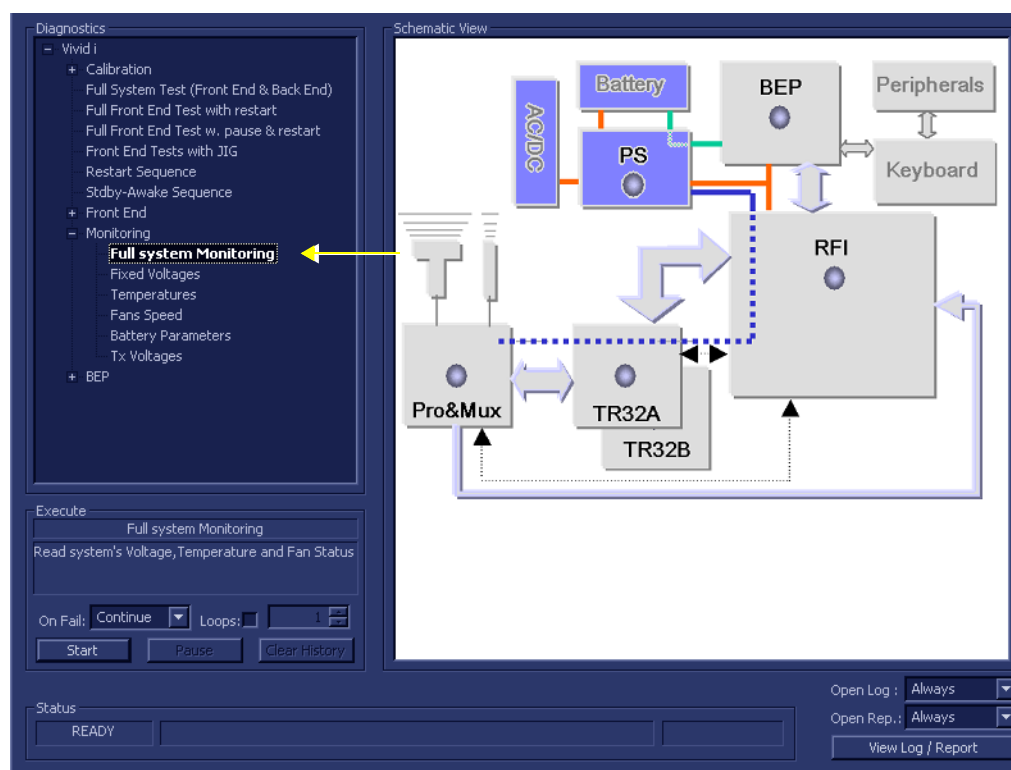 Diagnostics
− Vivid i
+ Calibration
Full System Test (Front End & Back End)
Full Front End Test with restart
Full Front End Test w. pause & restart
Front End Tests with JIG
Restart Sequence
Stdby-Awake Sequence
+ Front End
− Monitoring
Full system Monitoring
Fixed Voltages
Temperatures
Fans Speed
Battery Parameters
Tx Voltages
+ BEP
Execute
Full system Monitoring
Read system's Voltage,Temperature and Fan Status
On Fail: Continue Loops: 1
Start Pause Clear History
Schematic View
Battery
AC/DC
PS
BEP
Peripherals
Keyboard
RFI
Pro&Mux
TR32A
TR32B
Status
READY
Open Log : Always
Open Rep.: Always
View Log / Report